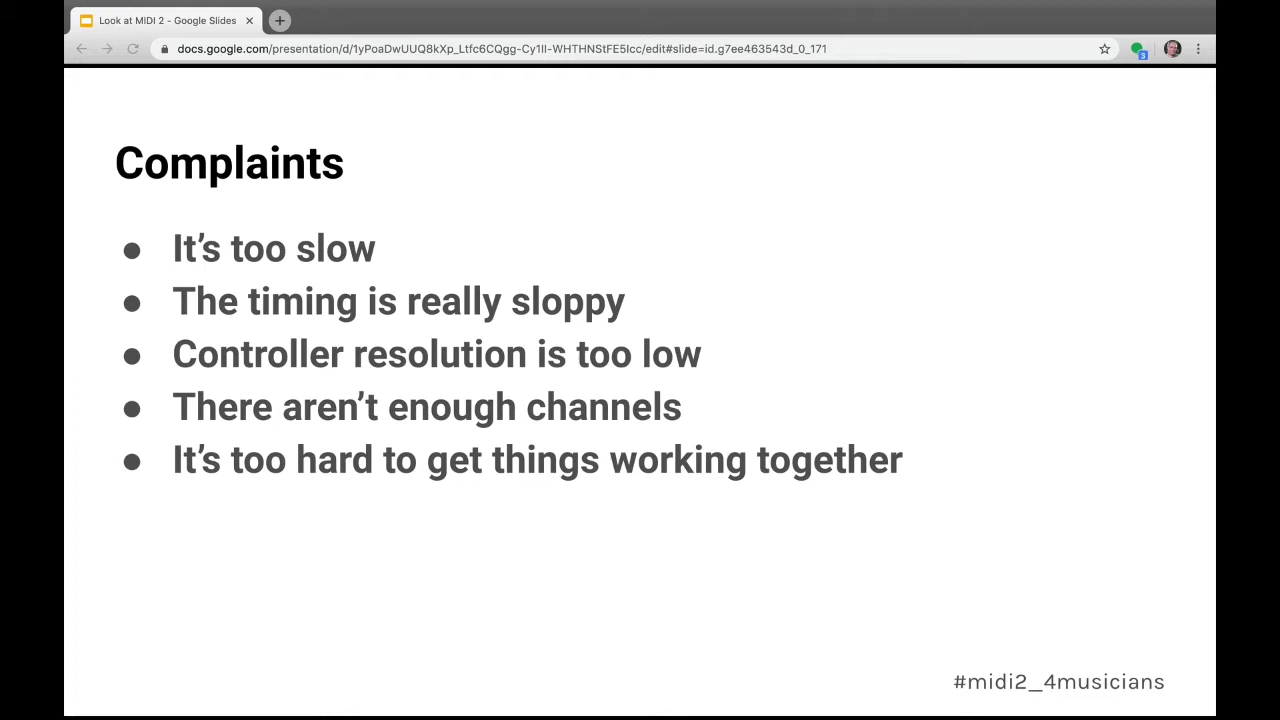 Look at MIDI 2 - Google Slides
docs.google.com/presentation/d/1yPoaDwUUQ8kXp_Ltfc6CQgg-Cy1Il-WHTHNStFE5Icc/edit#slide=id.g7ee463543d_0_171
3
Complaints
● It’s too slow
● The timing is really sloppy
● Controller resolution is too low
● There aren’t enough channels
● It’s too hard to get things working together
#midi2_4musicians